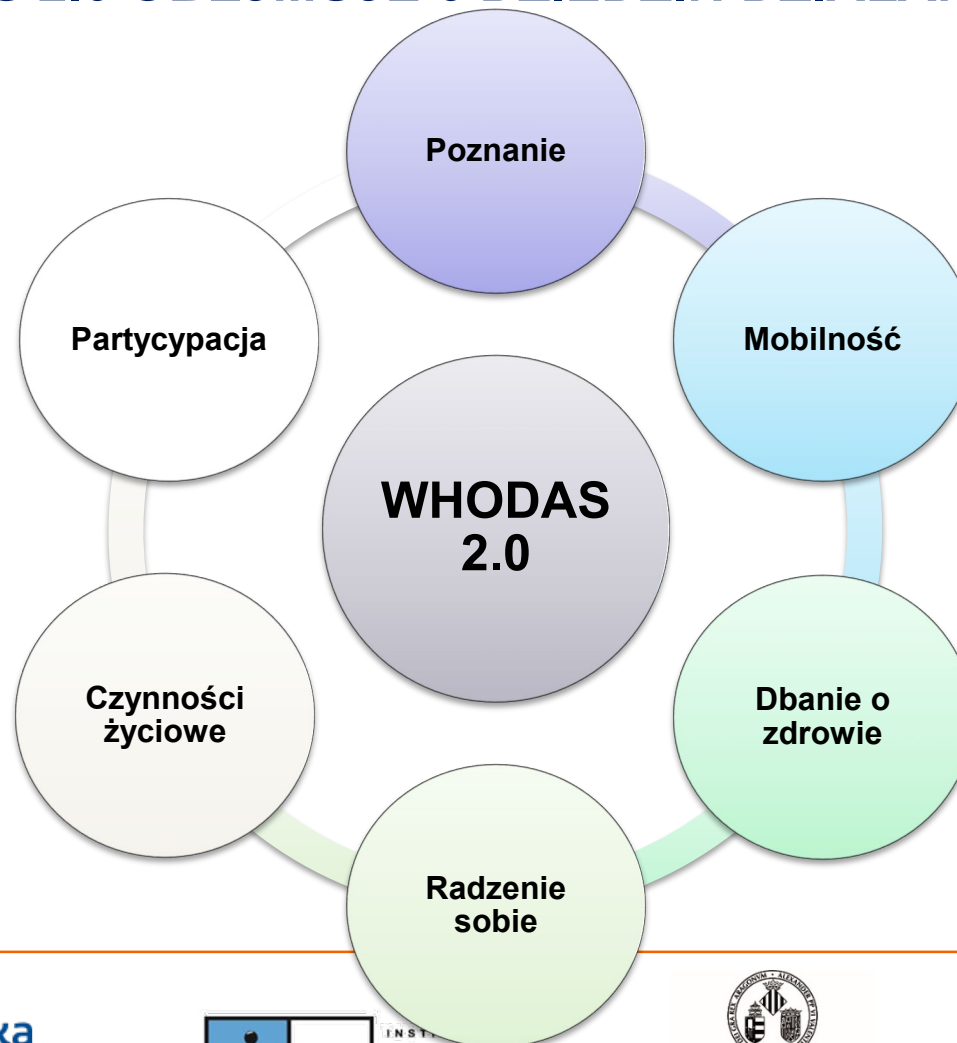 Poznanie
Partycypacja
Mobilność
WHODAS
2.0
Czynności
życiowe
Dbanie o
zdrowie
Radzenie
sobie